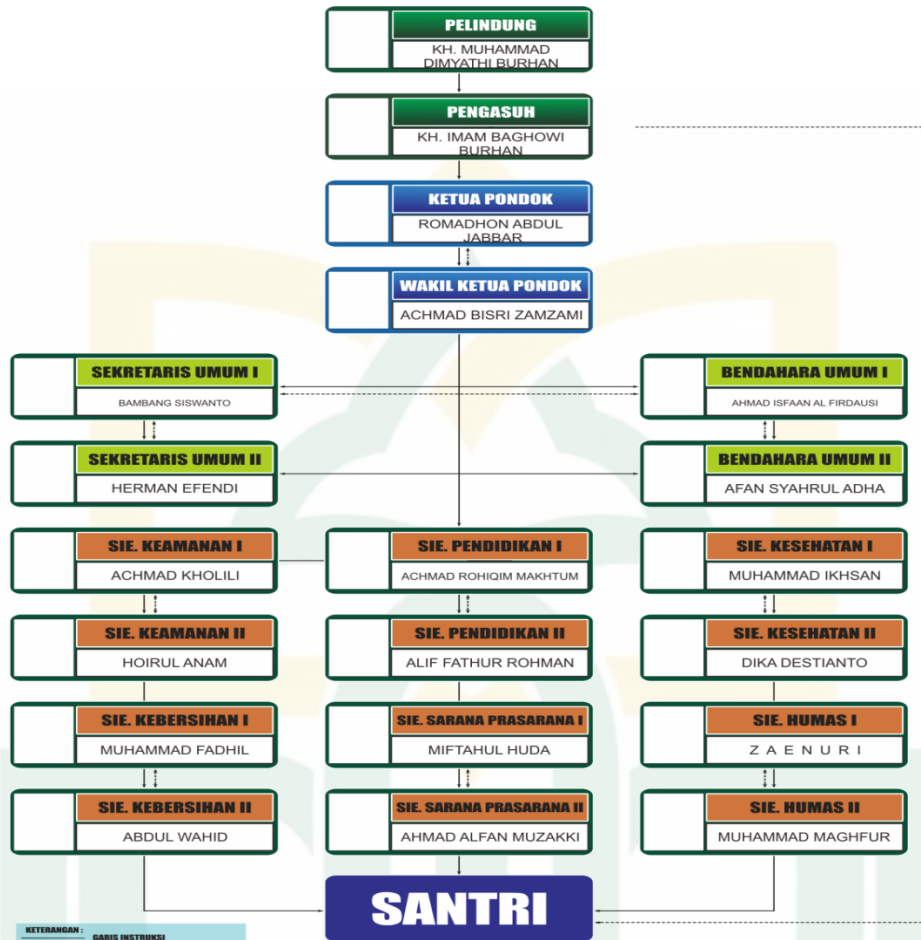 PELINDUNG
KH. MUHAMMAD
DIMYATHI BURHAN
PENGASUH
KH. IMAM BAGHOWI
BURHAN
KETUA PONDOK
ROMADHON ABDUL
JABBAR
WAKIL KETUA PONDOK
ACHMAD BISRI ZAMZAMI
SEKRETARIS UMUM I
BAMBANG SISWANTO
BENDAHARA UMUM I
AHMAD ISFAAN AL FIRDAUSI
SEKRETARIS UMUM II
HERMAN EFENDI
BENDAHARA UMUM II
AFAN SYAHRUL ADHA
SIE. KEAMANAN I
ACHMAD KHOLILI
SIE. PENDIDIKAN I
ACHMAD ROHIQIM MAKHTUM
SIE. KESEHATAN I
MUHAMMAD IKHSAN
SIE. KEAMANAN II
HOIRUL ANAM
SIE. PENDIDIKAN II
ALIF FATHUR ROHMAN
SIE. KESEHATAN II
DIKA DESTIANTO
SIE. KEBERSIHAN I
MUHAMMAD FADHIL
SIE. SARANA PRASARANA I
MIFTAHUL HUDA
SIE. HUMAS I
Z A E N U R I
SIE. KEBERSIHAN II
ABDUL WAHID
SIE. SARANA PRASARANA II
AHMAD ALFAN MUZAKKI
SIE. HUMAS II
MUHAMMAD MAGHFUR
SANTRI
KETERANGAN :
GARIS INSTRUKSI